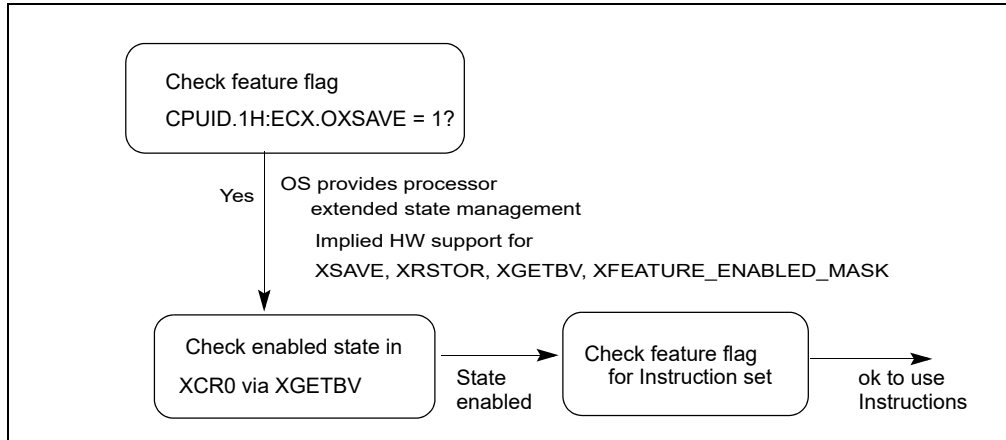 Check feature flag
CPUID.1H:ECX.OXSAVE = 1?
Yes
OS provides processor
extended state management
Implied HW support for
XSAVE, XRSTOR, XGETBV, XFEATURE_ENABLED_MASK
Check enabled state in
XCR0 via XGETBV
State
enabled
Check feature flag
for Instruction set
ok to use
Instructions